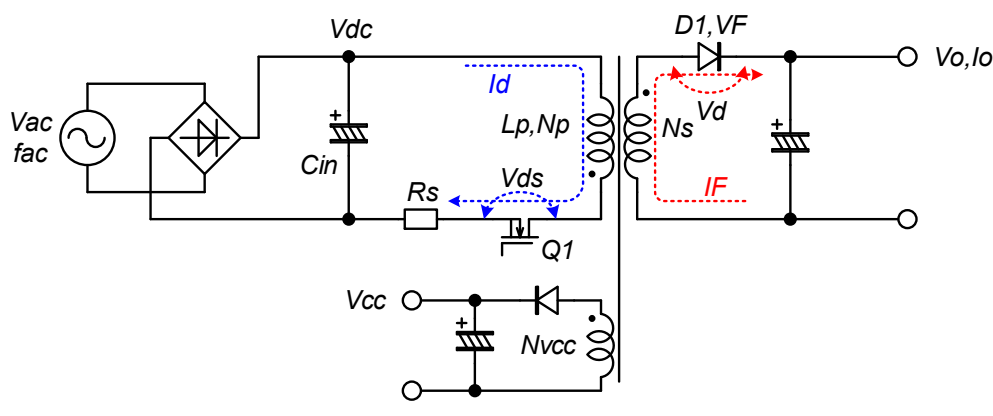 Vdc
D1,VF
Id
Vo,Io
Vd
Lp,Np
Ns
Vac
fac
+
+
Cin
Vds
Rs
IF
Q1
Vcc
+
Nvcc